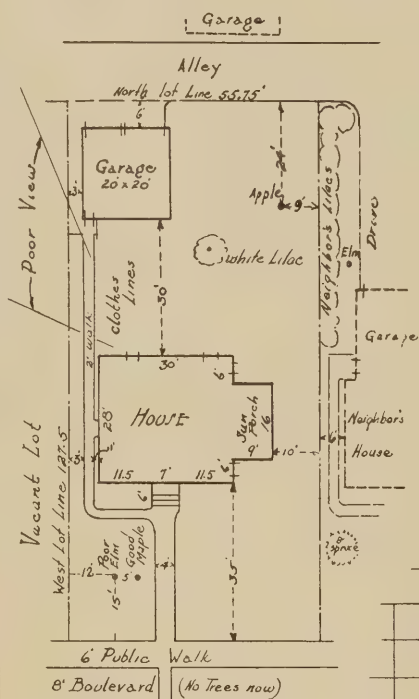 Garage
Alley
North Lot Line 55.75'
6'
Garage
20' x 20'
3'
24'
Apple
9'
Poor View
White Lilac
Neighbor's Lilacs
Drive
Elm
Clothes
Lines
30'
2' Walk
Garage
30'
6'
28'
HOUSE
Sun
Porch
16
9'
10'
6
Neighbor's
House
3'
11.5 7' 11.5
6'
6'
Vacant Lot
West Lot Line 127.5
8"
Spruce
12'
Poor
Elm
5'
Good
Maple
4'
35'
15'
6' Public Walk
8' Boulevard (No Trees now)